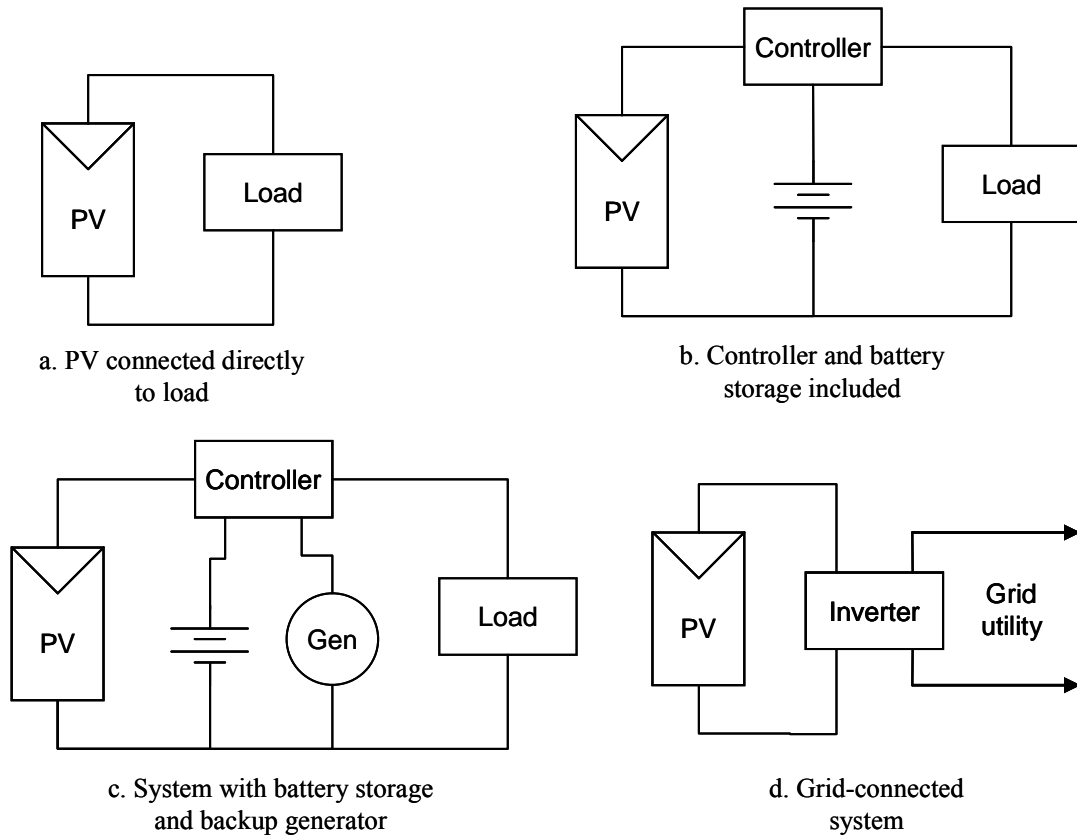 PV
Load
a. PV connected directly
to load
Controller
PV
Load
b. Controller and battery
storage included
Controller
PV
Gen
Load
c. System with battery storage
and backup generator
PV
Inverter
Grid
utility
d. Grid-connected
system